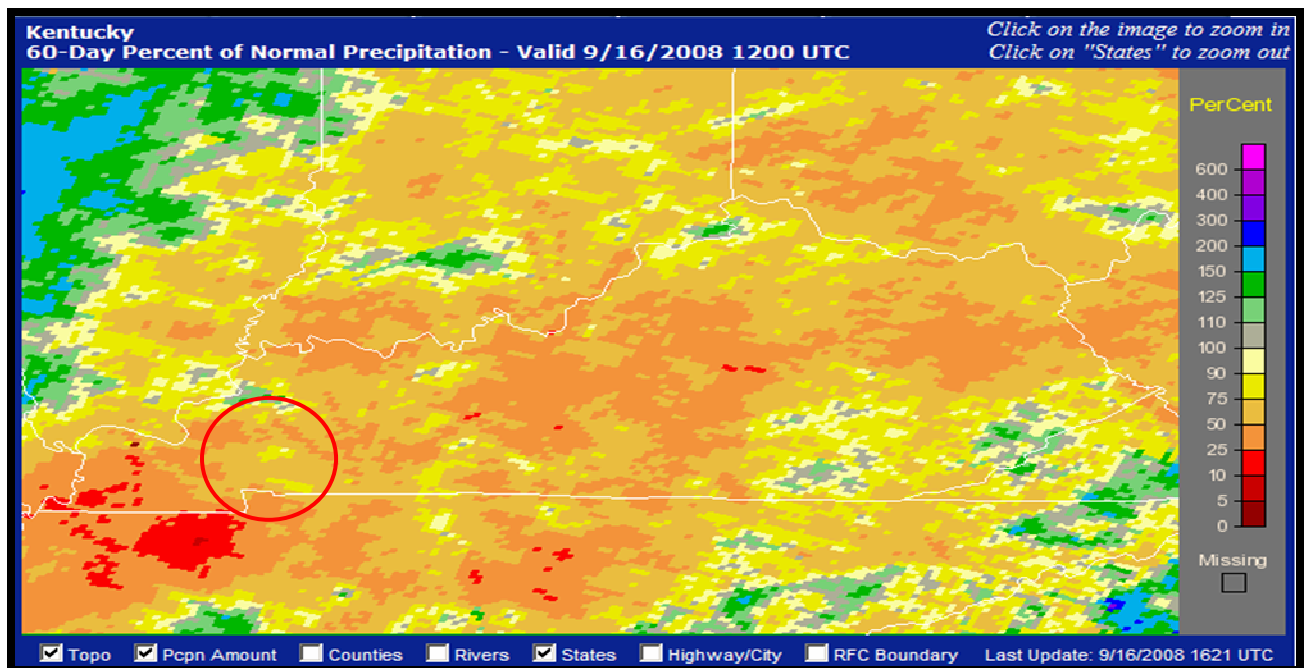 Kentucky
60-Day Percent of Normal Precipitation - Valid 9/16/2008 1200 UTC
Click on the image to zoom in
Click on "States" to zoom out
PerCent
600
400
300
200
150
125
110
100
90
75
50
25
10
5
0
Missing
Topo Pcpn Amount Counties Rivers States Highway/City RFC Boundary Last Update: 9/16/2008 1621 UTC